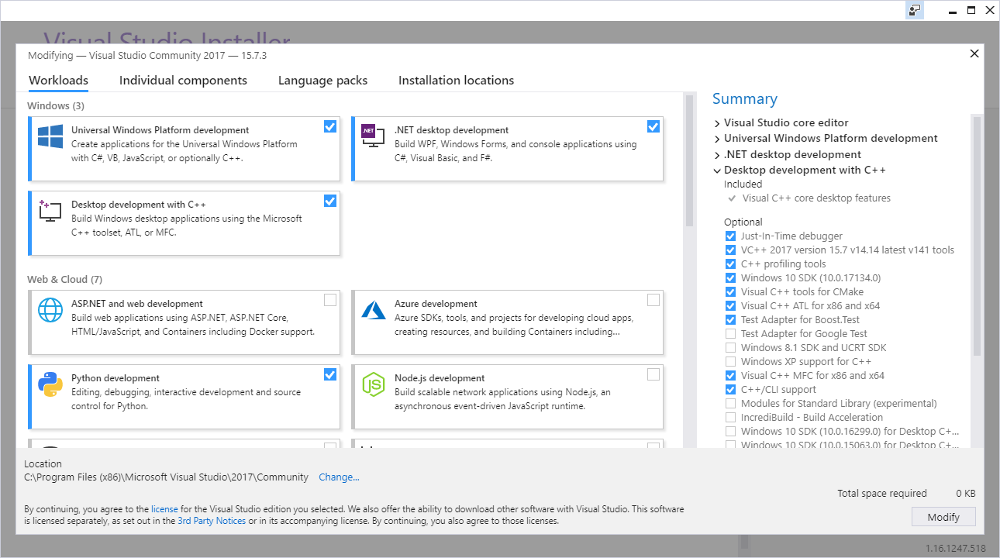 Visual Studio Installer
Modifying — Visual Studio Community 2017 — 15.7.3
Workloads
Individual components
Language packs
Installation locations
Windows (3)
Universal Windows Platform development
Create applications for the Universal Windows Platform
with C#, VB, JavaScript, or optionally C++.
.NET
.NET desktop development
Build WPF, Windows Forms, and console applications using
C#, Visual Basic, and F#.
Desktop development with C++
Build Windows desktop applications using the Microsoft
C++ toolset, ATL, or MFC.
Web & Cloud (7)
ASP.NET and web development
Build web applications using ASP.NET, ASP.NET Core,
HTML/JavaScript, and Containers including Docker support.
Azure development
Azure SDKs, tools, and projects for developing cloud apps,
creating resources, and building Containers including...
Python development
Editing, debugging, interactive development and source
control for Python.
JS
Node.js development
Build scalable network applications using Node.js, an
asynchronous event-driven JavaScript runtime.
Summary
Visual Studio core editor
Universal Windows Platform development
.NET desktop development
Desktop development with C++
Included
Visual C++ core desktop features
Optional
Just-In-Time debugger
VC++ 2017 version 15.7 v14.14 latest v141 tools
C++ profiling tools
Windows 10 SDK (10.0.17134.0)
Visual C++ tools for CMake
Visual C++ ATL for x86 and x64
Test Adapter for Boost.Test
Test Adapter for Google Test
Windows 8.1 SDK and UCRT SDK
Windows XP support for C++
Visual C++ MFC for x86 and x64
C++/CLI support
Modules for Standard Library (experimental)
IncrediBuild - Build Acceleration
Windows 10 SDK (10.0.16299.0) for Desktop C+...
Windows 10 SDK (10.0.15063.0) for Desktop C+...
Location
C:\Program Files (x86)\Microsoft Visual Studio\2017\Community Change...
Total space required 0 KB
By continuing, you agree to the license for the Visual Studio edition you selected. We also offer the ability to download other software with Visual Studio. This software
is licensed separately, as set out in the 3rd Party Notices or in its accompanying license. By continuing, you also agree to those licenses.
Modify
1.16.1247.518